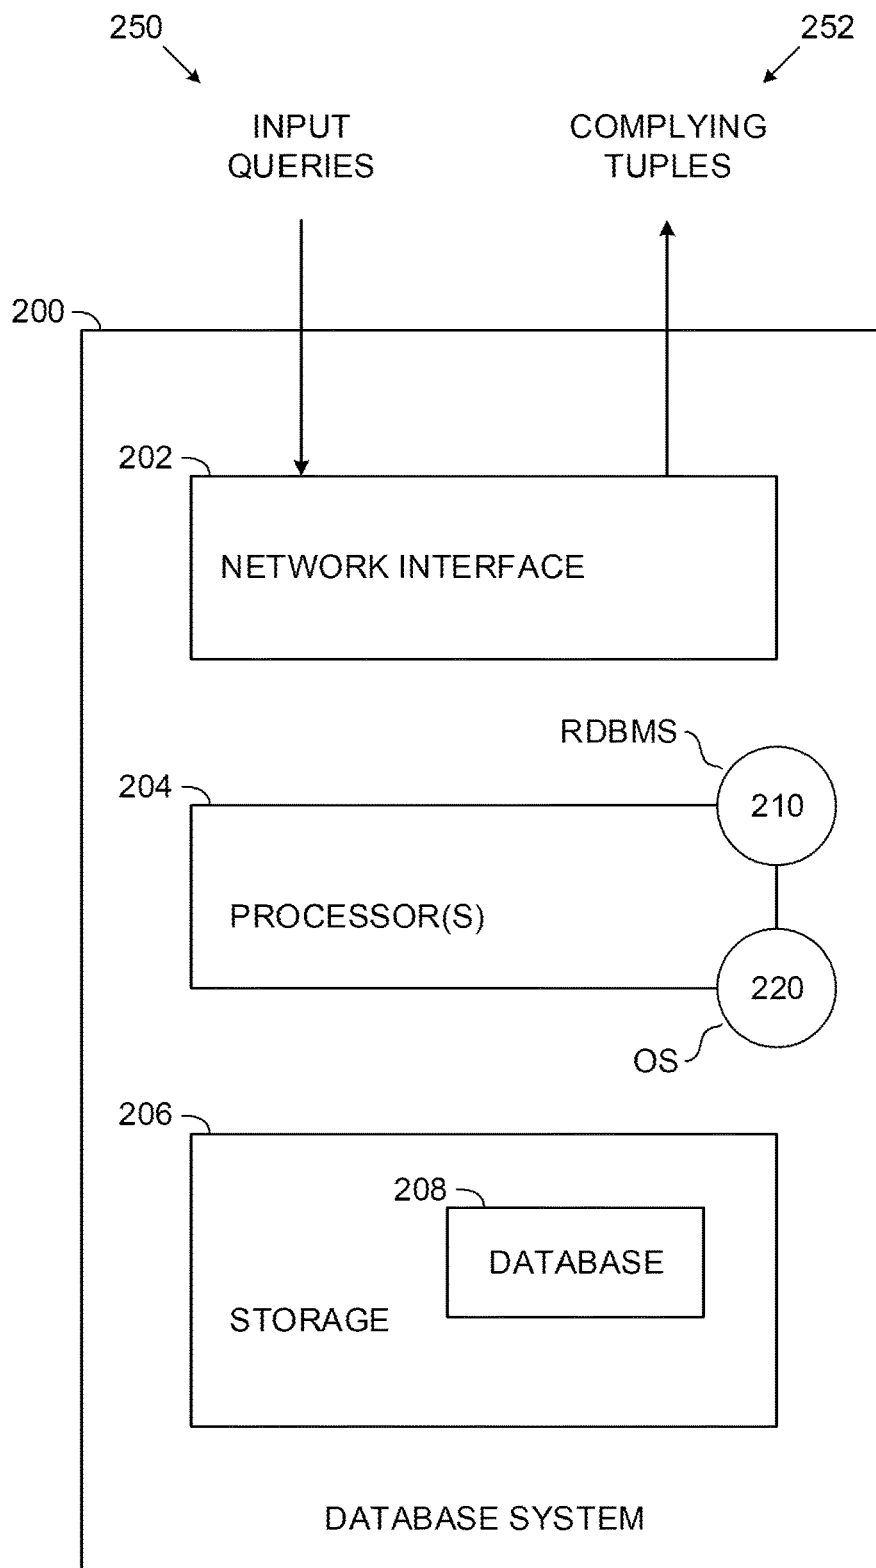 250
252
INPUT
QUERIES
COMPLYING
TUPLES
200
202
NETWORK INTERFACE
RDBMS
204
210
PROCESSOR(S)
220
OS
206
208
DATABASE
STORAGE
DATABASE SYSTEM